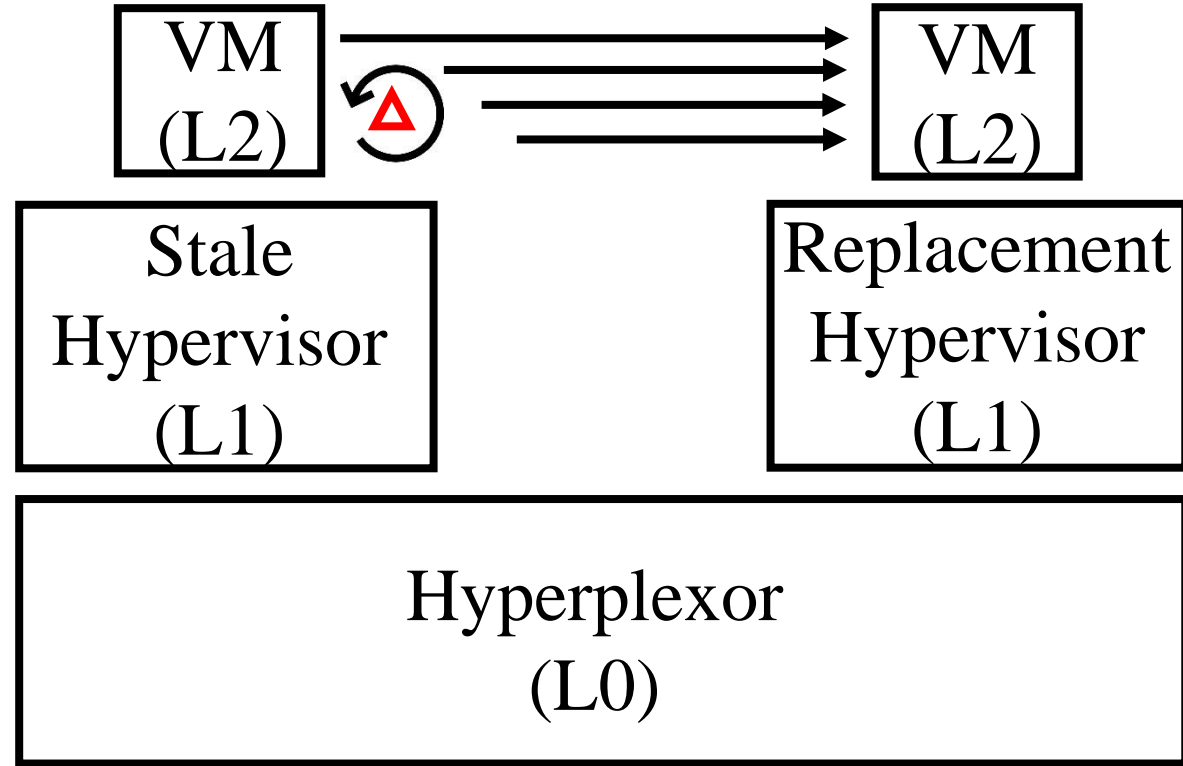 VM
(L2)
VM
(L2)
Stale
Hypervisor
(L1)
Replacement
Hypervisor
(L1)
Hyperplexor
(L0)